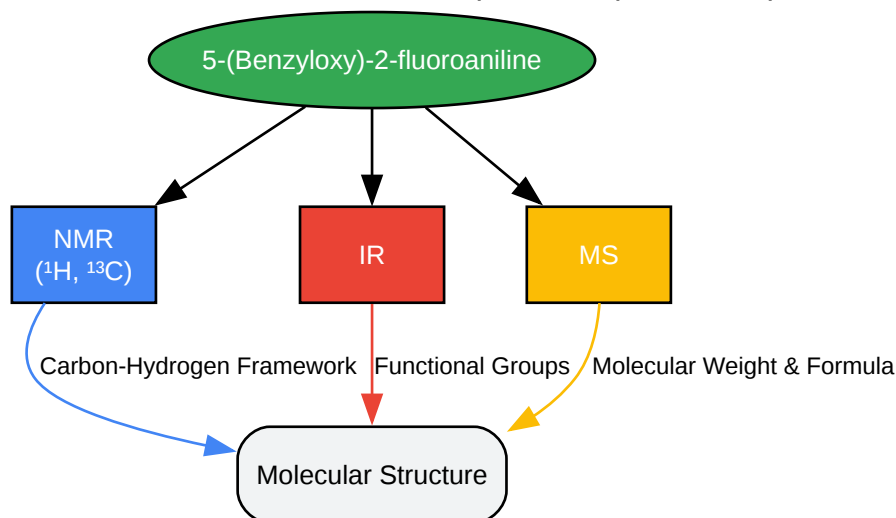 5-(Benzyloxy)-2-fluoroaniline
NMR
(¹H, ¹³C)
IR
MS
Carbon-Hydrogen Framework
Functional Groups
Molecular Weight & Formula
Molecular Structure